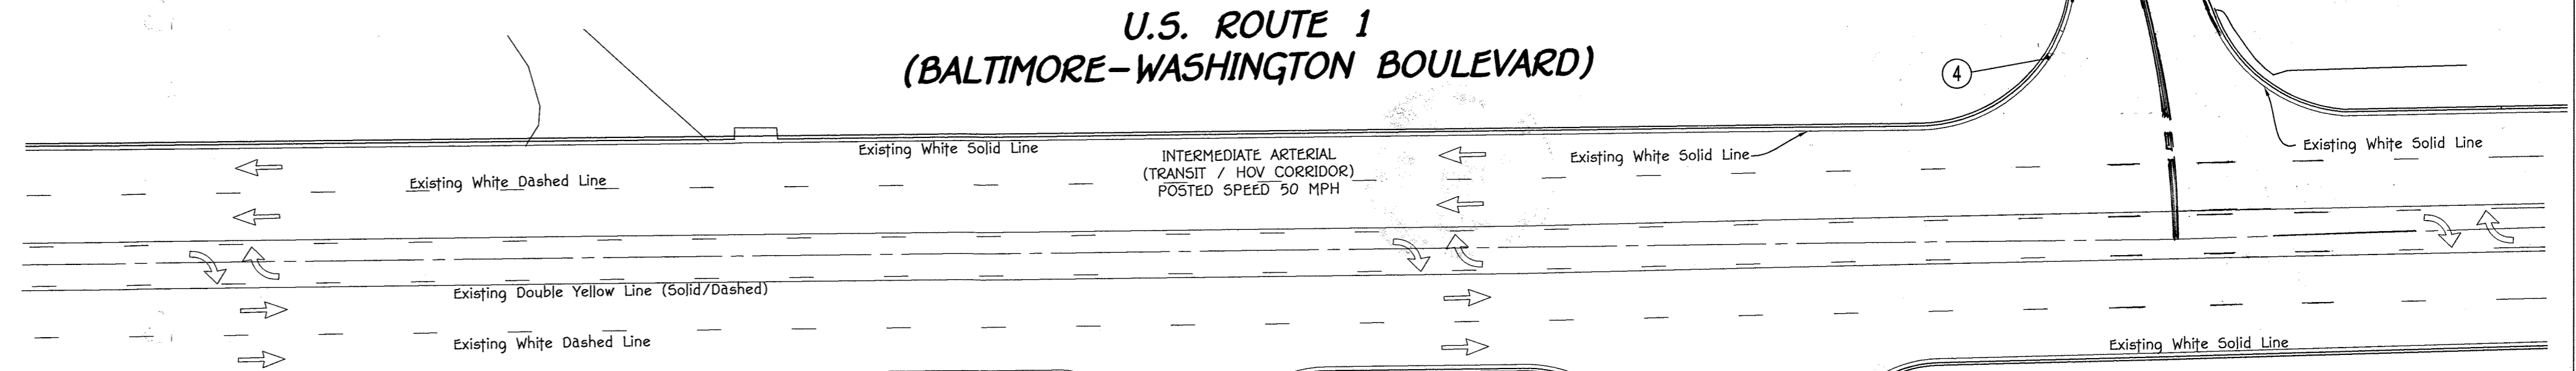 U.S. ROUTE 1
(BALTIMORE-WASHINGTON BOULEVARD)
4
Existing White Solid Line
INTERMEDIATE ARTERIAL
(TRANSIT / HOV CORRIDOR)
POSTED SPEED 50 MPH
Existing White Solid Line
Existing White Solid Line
Existing White Dashed Line
Existing Double Yellow Line (Solid/Dashed)
Existing White Dashed Line
Existing White Solid Line